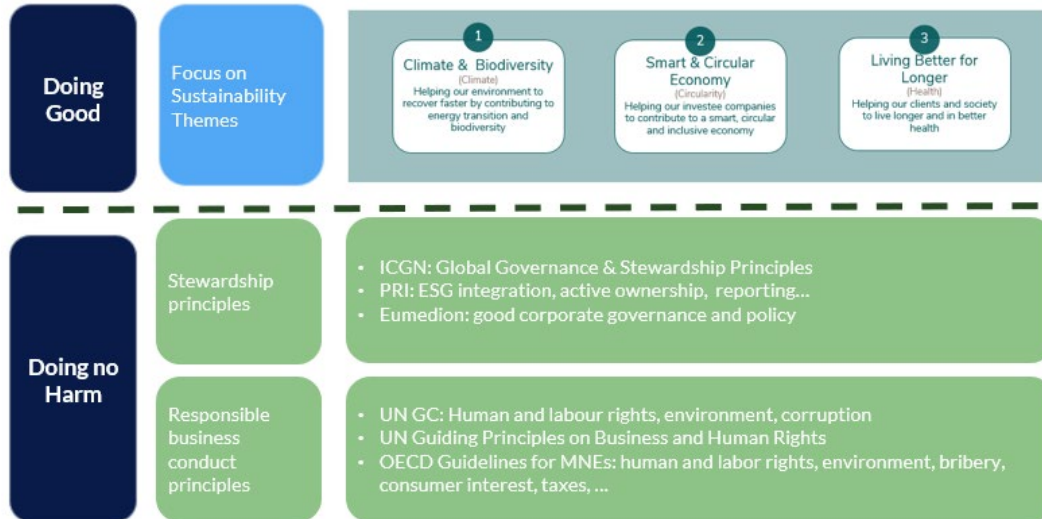 Doing
Good
Focus on
Sustainability
Themes
1
Climate & Biodiversity
(Climate)
Helping our environment to
recover faster by contributing to
energy transition and
biodiversity
2
Smart & Circular
Economy
(Circularity)
Helping our investee companies
to contribute to a smart, circular
and inclusive economy
3
Living Better for
Longer
(Health)
Helping our clients and society
to live longer and in better
health
Doing no
Harm
Stewardship
principles
• ICGN: Global Governance & Stewardship Principles
• PRI: ESG integration, active ownership, reporting...
• Eumedion: good corporate governance and policy
Responsible
business
conduct
principles
• UN GC: Human and labour rights, environment, corruption
• UN Guiding Principles on Business and Human Rights
• OECD Guidelines for MNEs: human and labor rights, environment, bribery,
consumer interest, taxes, ...